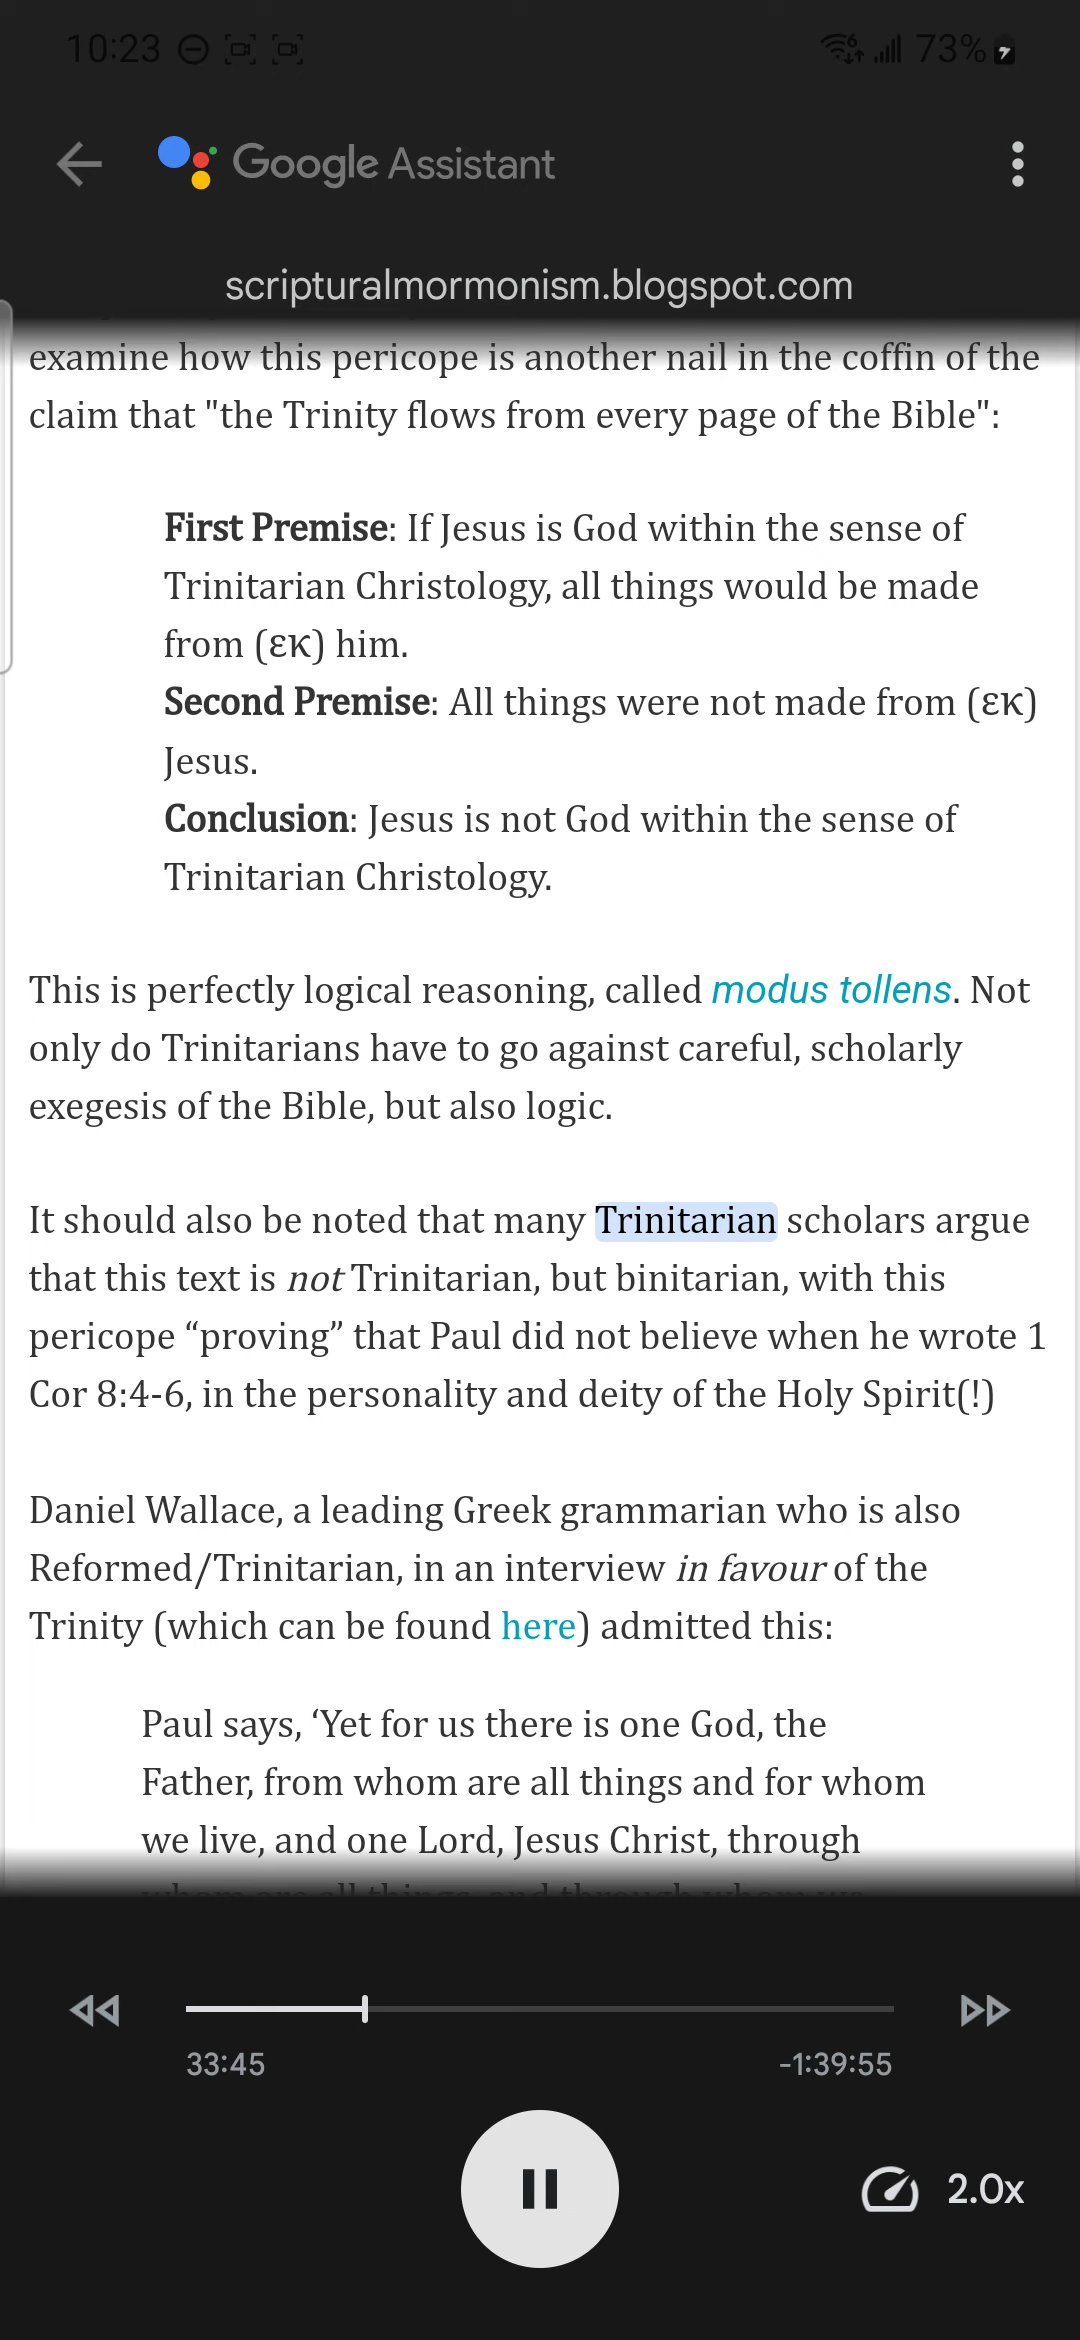 10:23
6 73%
Google Assistant
scripturalmormonism.blogspot.com
examine how this pericope is another nail in the coffin of the
claim that "the Trinity flows from every page of the Bible":
First Premise: If Jesus is God within the sense of
Trinitarian Christology, all things would be made
from (εκ) him.
Second Premise: All things were not made from (εκ)
Jesus.
Conclusion: Jesus is not God within the sense of
Trinitarian Christology.
This is perfectly logical reasoning, called modus tollens. Not
only do Trinitarians have to go against careful, scholarly
exegesis of the Bible, but also logic.
It should also be noted that many Trinitarian scholars argue
that this text is not Trinitarian, but binitarian, with this
pericope “proving” that Paul did not believe when he wrote 1
Cor 8:4-6, in the personality and deity of the Holy Spirit(!)
Daniel Wallace, a leading Greek grammarian who is also
Reformed/Trinitarian, in an interview in favour of the
Trinity (which can be found here) admitted this:
Paul says, ‘Yet for us there is one God, the
Father, from whom are all things and for whom
we live, and one Lord, Jesus Christ, through
whom are all things, and through whom we
33:45
-1:39:55
2.0x